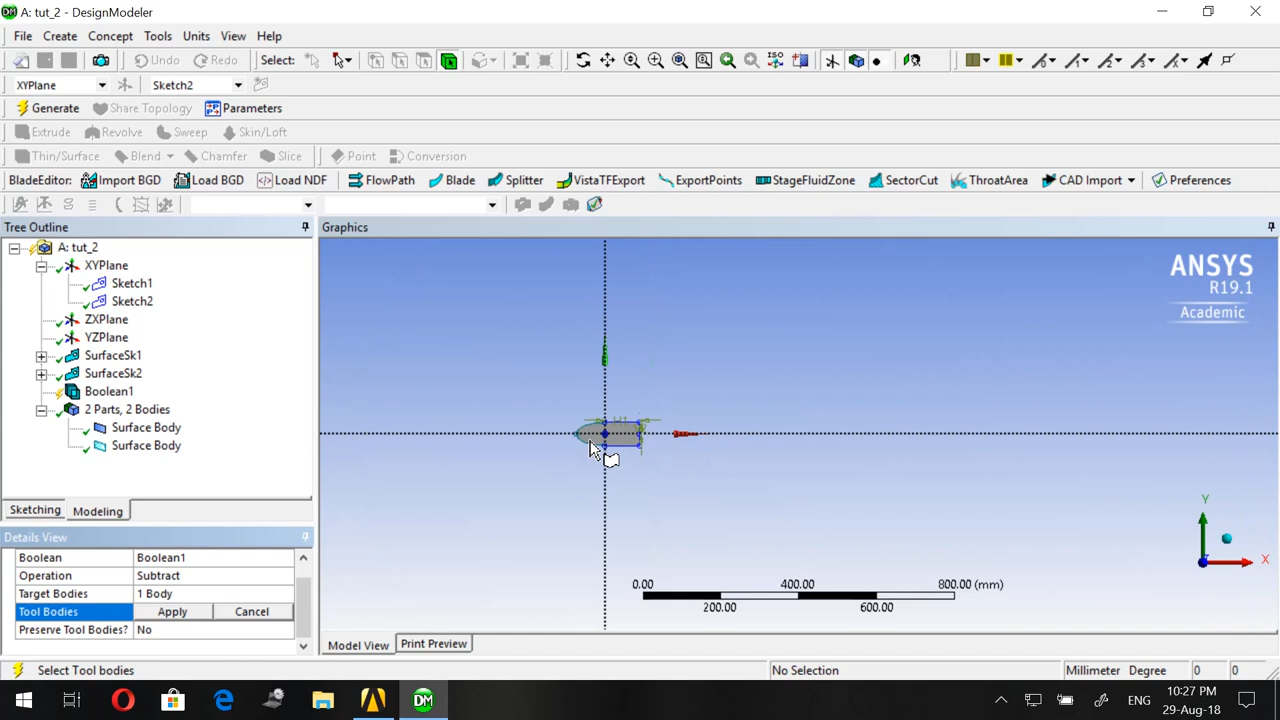 A: tut_2 - DesignModeler
File Create Concept Tools Units View Help
Undo Redo Select:
XYPlane Sketch2
Generate Share Topology Parameters
Extrude Revolve Sweep Skin/Loft
Thin/Surface Blend Chamfer Slice Point Conversion
BladeEditor: Import BGD Load BGD Load NDF FlowPath Blade Splitter VistaTFExport ExportPoints StageFluidZone SectorCut ThroatArea CAD Import Preferences
Tree Outline
Graphics
A: tut_2
XYPlane
Sketch1
Sketch2
ZXPlane
YZPlane
SurfaceSk1
SurfaceSk2
Boolean1
2 Parts, 2 Bodies
Surface Body
Surface Body
Sketching Modeling
Details View
Boolean Boolean1
Operation Subtract
Target Bodies 1 Body
Tool Bodies Apply Cancel
Preserve Tool Bodies? No
ANSYS
R19.1
Academic
Y
X
0.00 400.00 800.00 (mm)
200.00 600.00
Model View Print Preview
Select Tool bodies No Selection Millimeter Degree 0 0
DM ENG 10:27 PM
29-Aug-18